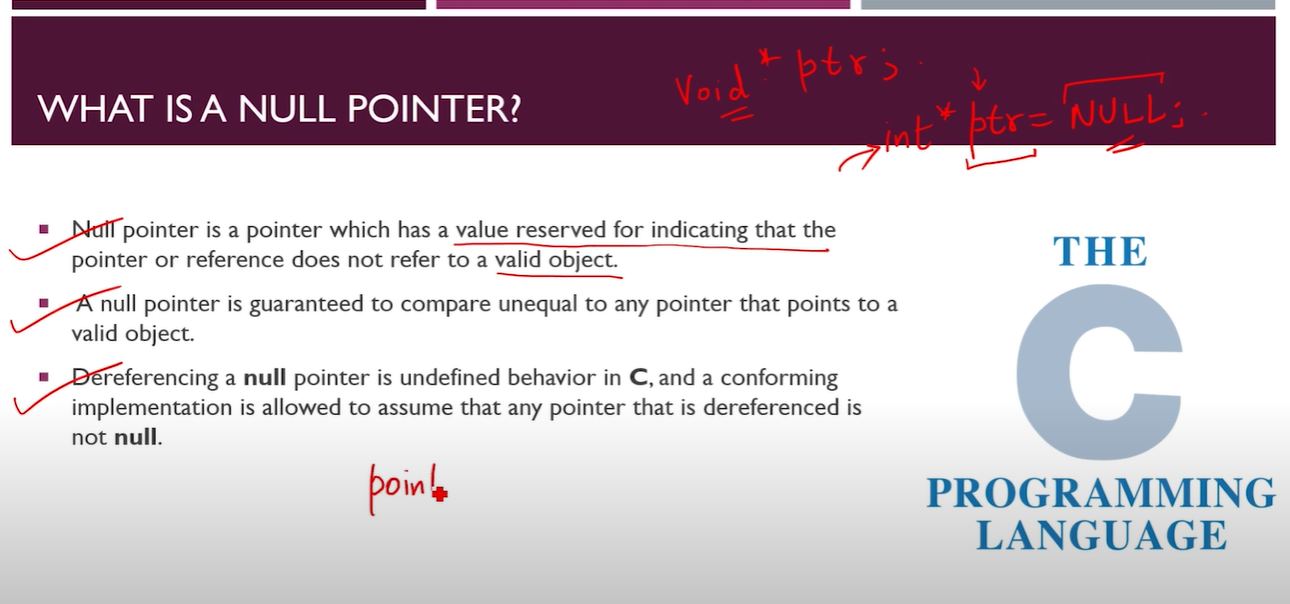 void * ptr;
WHAT IS A NULL POINTER?
int * ptr = NULL;
Null pointer is a pointer which has a value reserved for indicating that the
pointer or reference does not refer to a valid object.
A null pointer is guaranteed to compare unequal to any pointer that points to a
valid object.
Dereferencing a null pointer is undefined behavior in C, and a conforming
implementation is allowed to assume that any pointer that is dereferenced is
not null.
poin
THE
C
PROGRAMMING
LANGUAGE